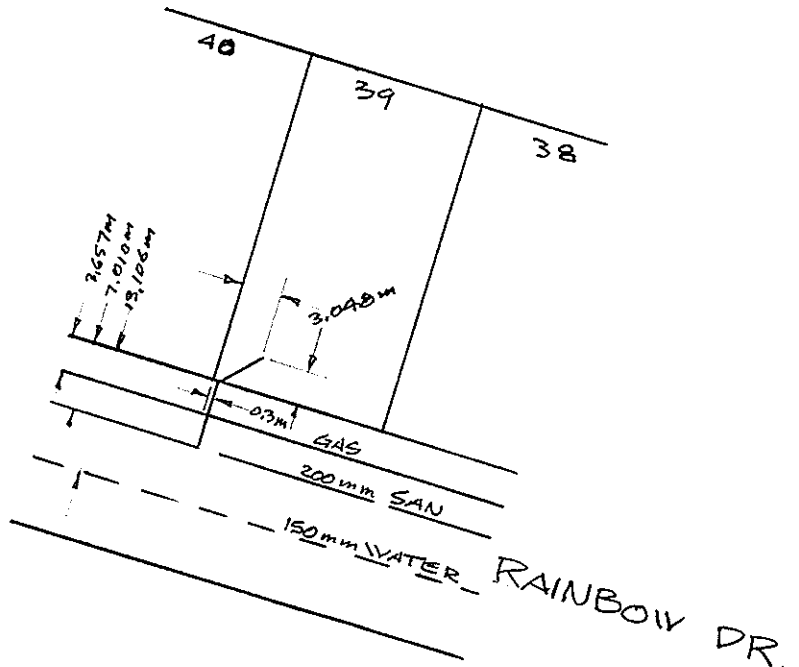 40
39
38
3.657m
7.010m
13.106m
3.048m
0.3m
GAS
200mm SAN
150mm WATER
RAINBOW DR.